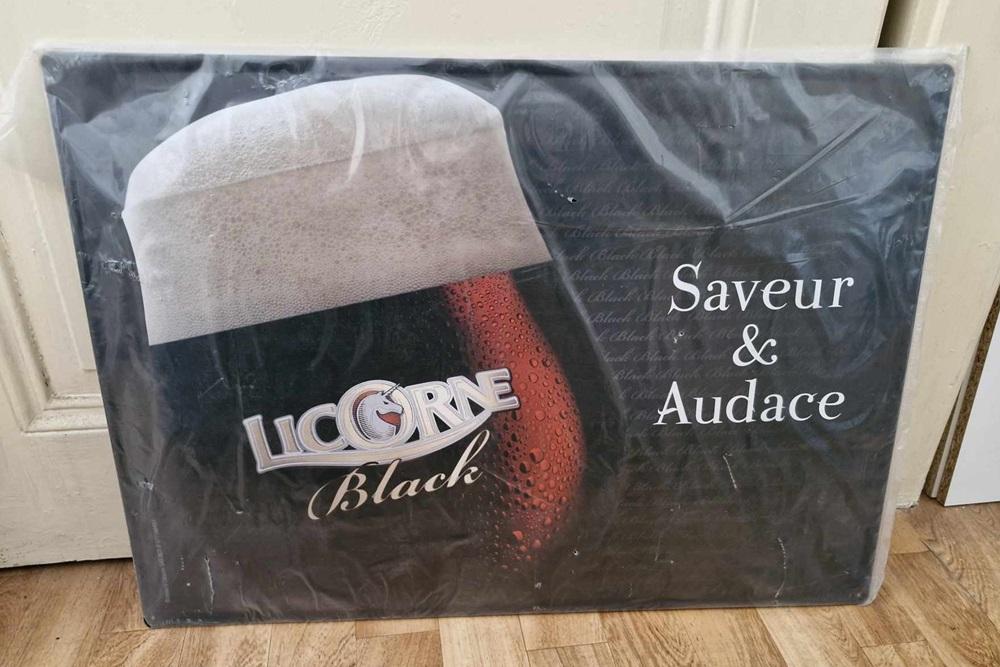 Saveur
&
Audace
LICORNE
Black